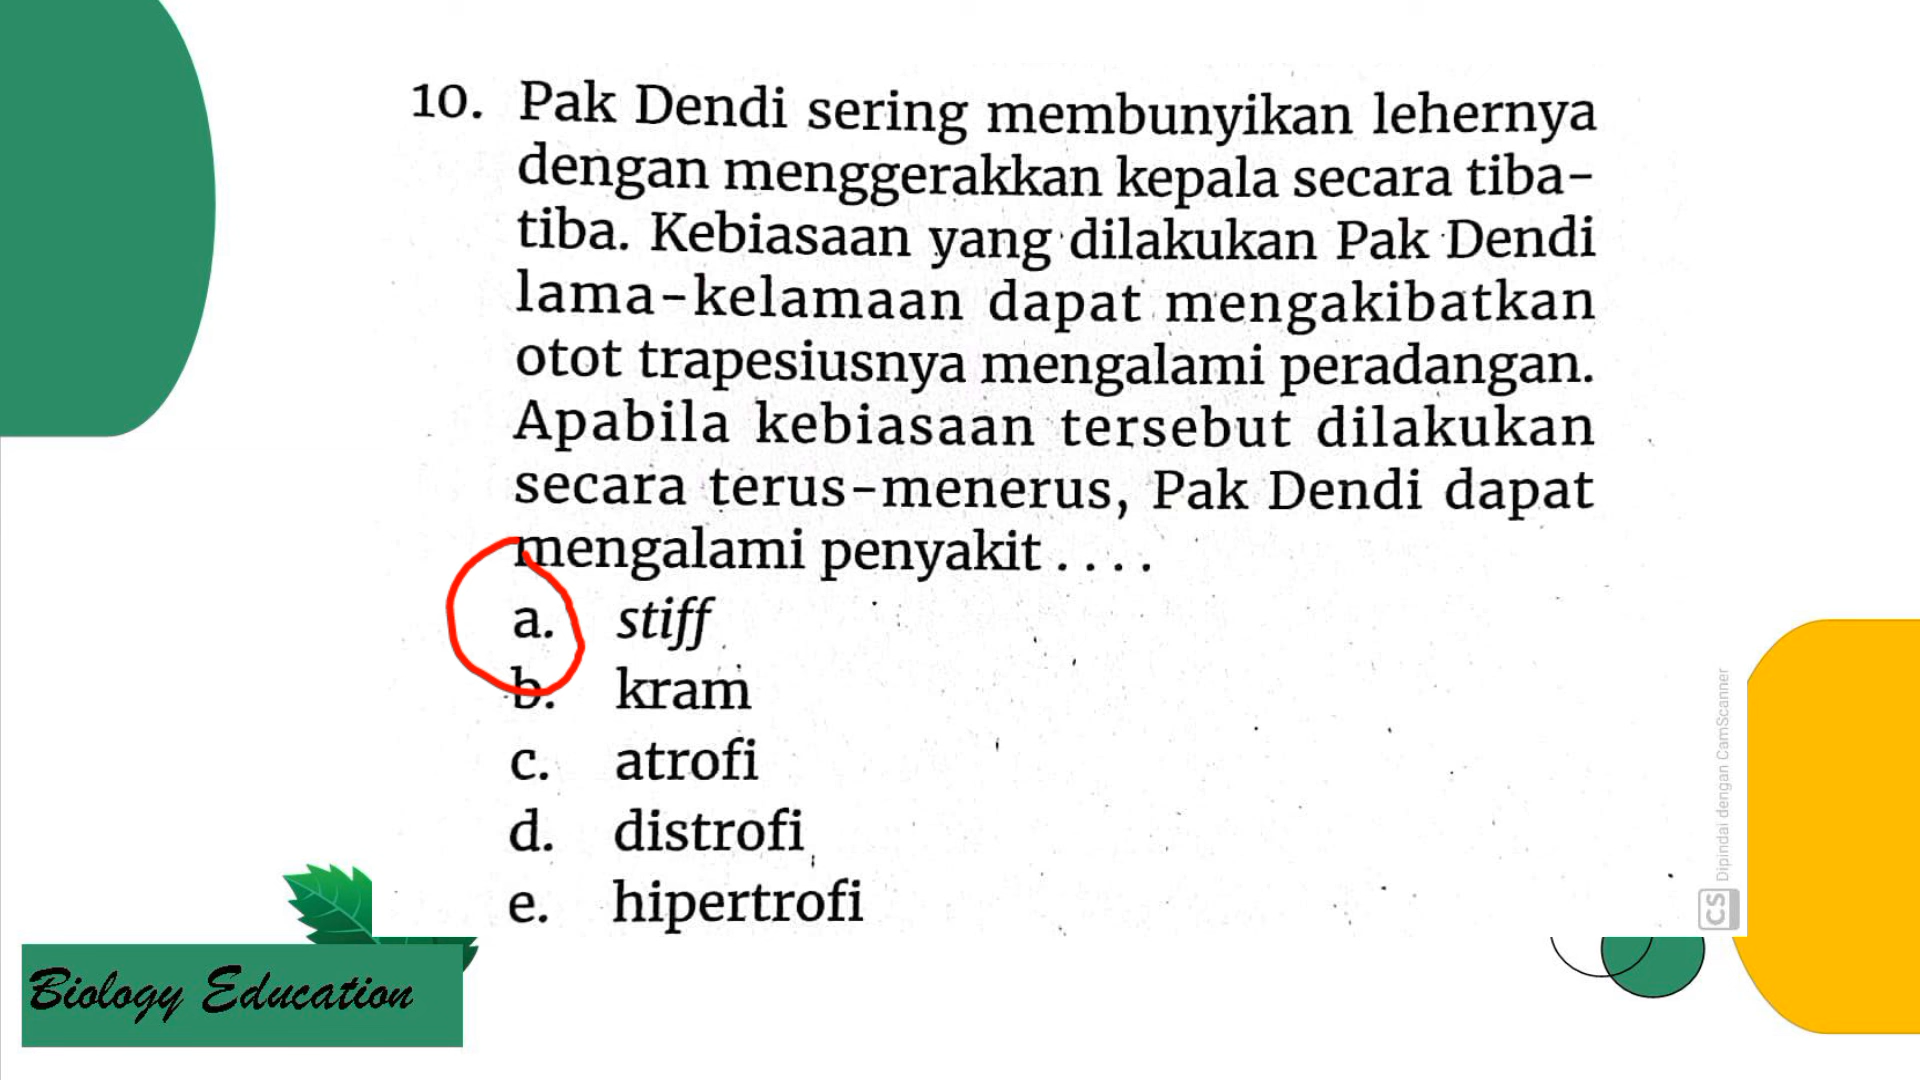 10. Pak Dendi sering membunyikan lehernya
dengan menggerakkan kepala secara tiba-
tiba. Kebiasaan yang dilakukan Pak Dendi
lama-kelamaan dapat mengakibatkan
otot trapesiusnya mengalami peradangan.
Apabila kebiasaan tersebut dilakukan
secara terus-menerus, Pak Dendi dapat
mengalami penyakit . . . .
a. stiff
b. kram
c. atrofi
d. distrofi
e. hipertrofi
CS Dipindai dengan CamScanner
Biology Education